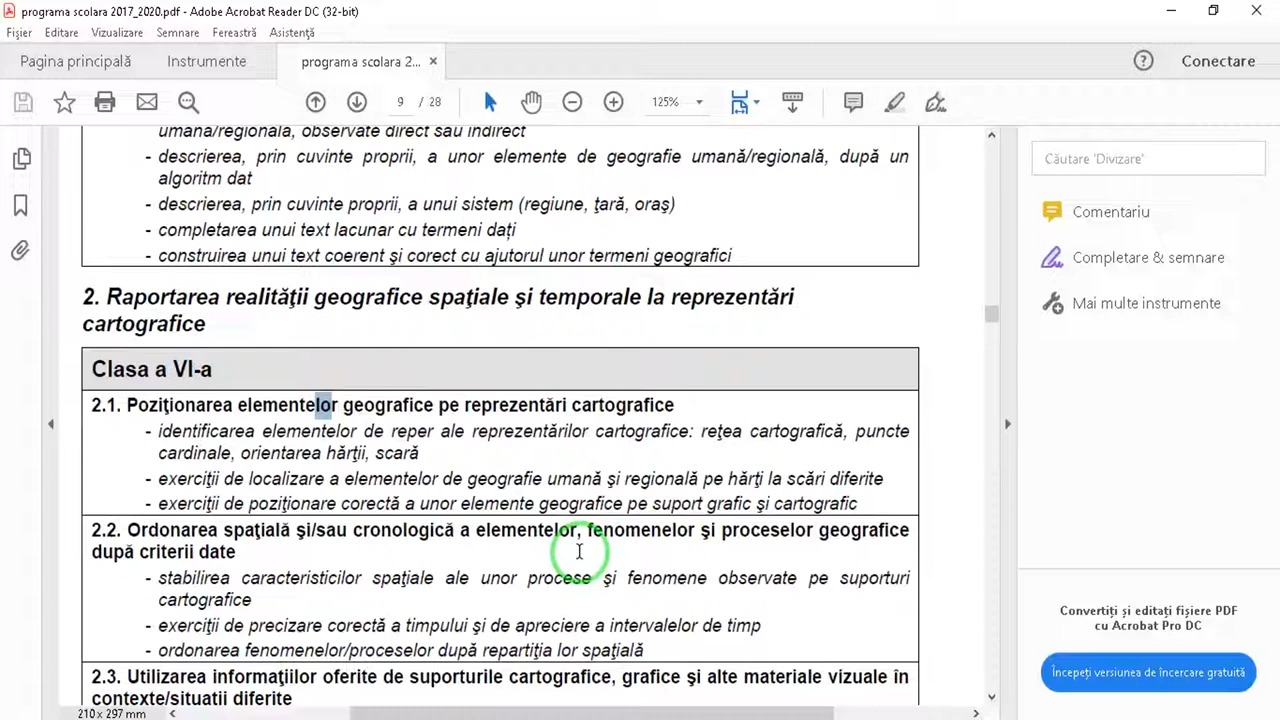 programa scolara 2017_2020.pdf - Adobe Acrobat Reader DC (32-bit)
Fișier Editare Vizualizare Semnare Fereastră Asistență
Pagina principală Instrumente programa scolara 2... × Conectare
9 / 28 125%
umană/regională, observate direct sau indirect
- descrierea, prin cuvinte proprii, a unor elemente de geografie umană/regională, după un
algoritm dat
- descrierea, prin cuvinte proprii, a unui sistem (regiune, ţară, oraş)
- completarea unui text lacunar cu termeni dați
- construirea unui text coerent şi corect cu ajutorul unor termeni geografici
2. Raportarea realităţii geografice spaţiale şi temporale la reprezentări
cartografice
Clasa a VI-a
2.1. Poziţionarea elementelor geografice pe reprezentări cartografice
- identificarea elementelor de reper ale reprezentărilor cartografice: reţea cartografică, puncte
cardinale, orientarea hărţii, scară
- exerciţii de localizare a elementelor de geografie umană şi regională pe hărţi la scări diferite
- exerciţii de poziţionare corectă a unor elemente geografice pe suport grafic şi cartografic
2.2. Ordonarea spaţială şi/sau cronologică a elementelor, fenomenelor şi proceselor geografice
după criterii date
- stabilirea caracteristicilor spaţiale ale unor procese şi fenomene observate pe suporturi
cartografice
- exerciţii de precizare corectă a timpului şi de apreciere a intervalelor de timp
- ordonarea fenomenelor/proceselor după repartiţia lor spaţială
2.3. Utilizarea informaţiilor oferite de suporturile cartografice, grafice şi alte materiale vizuale în
contexte/situaţii diferite
210 x 297 mm
Căutare 'Divizare'
Comentariu
Completare & semnare
Mai multe instrumente
Convertiți și editați fișiere PDF
cu Acrobat Pro DC
Începeți versiunea de încercare gratuită